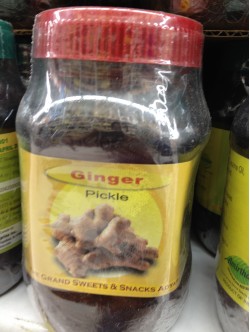 Ginger
Pickle
GRAND SWEETS & SNACKS